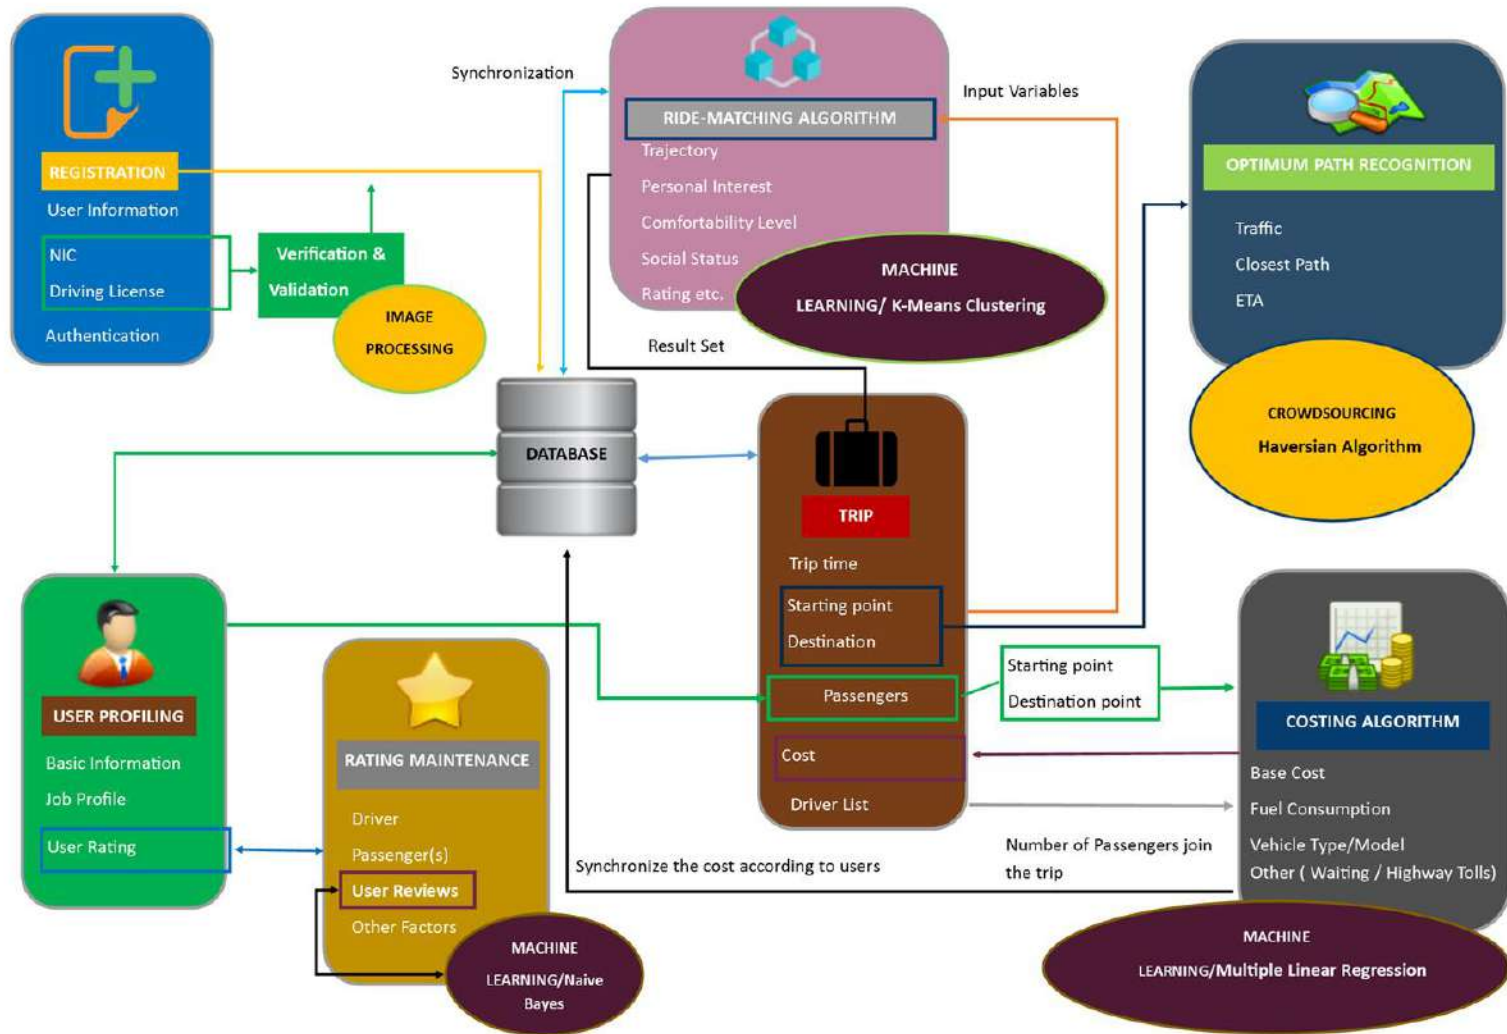 REGISTRATION
User Information
NIC
Driving License
Authentication
Verification &
Validation
IMAGE
PROCESSING
Synchronization
RIDE-MATCHING ALGORITHM
Trajectory
Personal Interest
Comfortability Level
Social Status
Rating etc.
MACHINE
LEARNING/ K-Means Clustering
Input Variables
Result Set
OPTIMUM PATH RECOGNITION
Traffic
Closest Path
ETA
CROWDSOURCING
Haversian Algorithm
DATABASE
TRIP
Trip time
Starting point
Destination
Passengers
Cost
Driver List
Starting point
Destination point
USER PROFILING
Basic Information
Job Profile
User Rating
RATING MAINTENANCE
Driver
Passenger(s)
User Reviews
Other Factors
MACHINE
LEARNING/Naive
Bayes
Synchronize the cost according to users
Number of Passengers join
the trip
COSTING ALGORITHM
Base Cost
Fuel Consumption
Vehicle Type/Model
Other ( Waiting / Highway Tolls)
MACHINE
LEARNING/Multiple Linear Regression